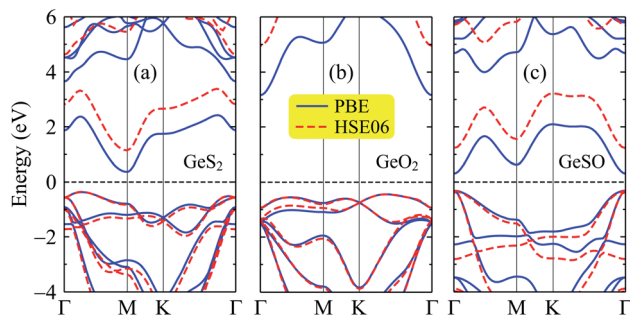 6
4
2
0
−2
−4
Energy (eV)
(a)
(b)
(c)
PBE
HSE06
GeS₂
GeO₂
GeSO
Γ M K Γ
Γ M K Γ
Γ M K Γ